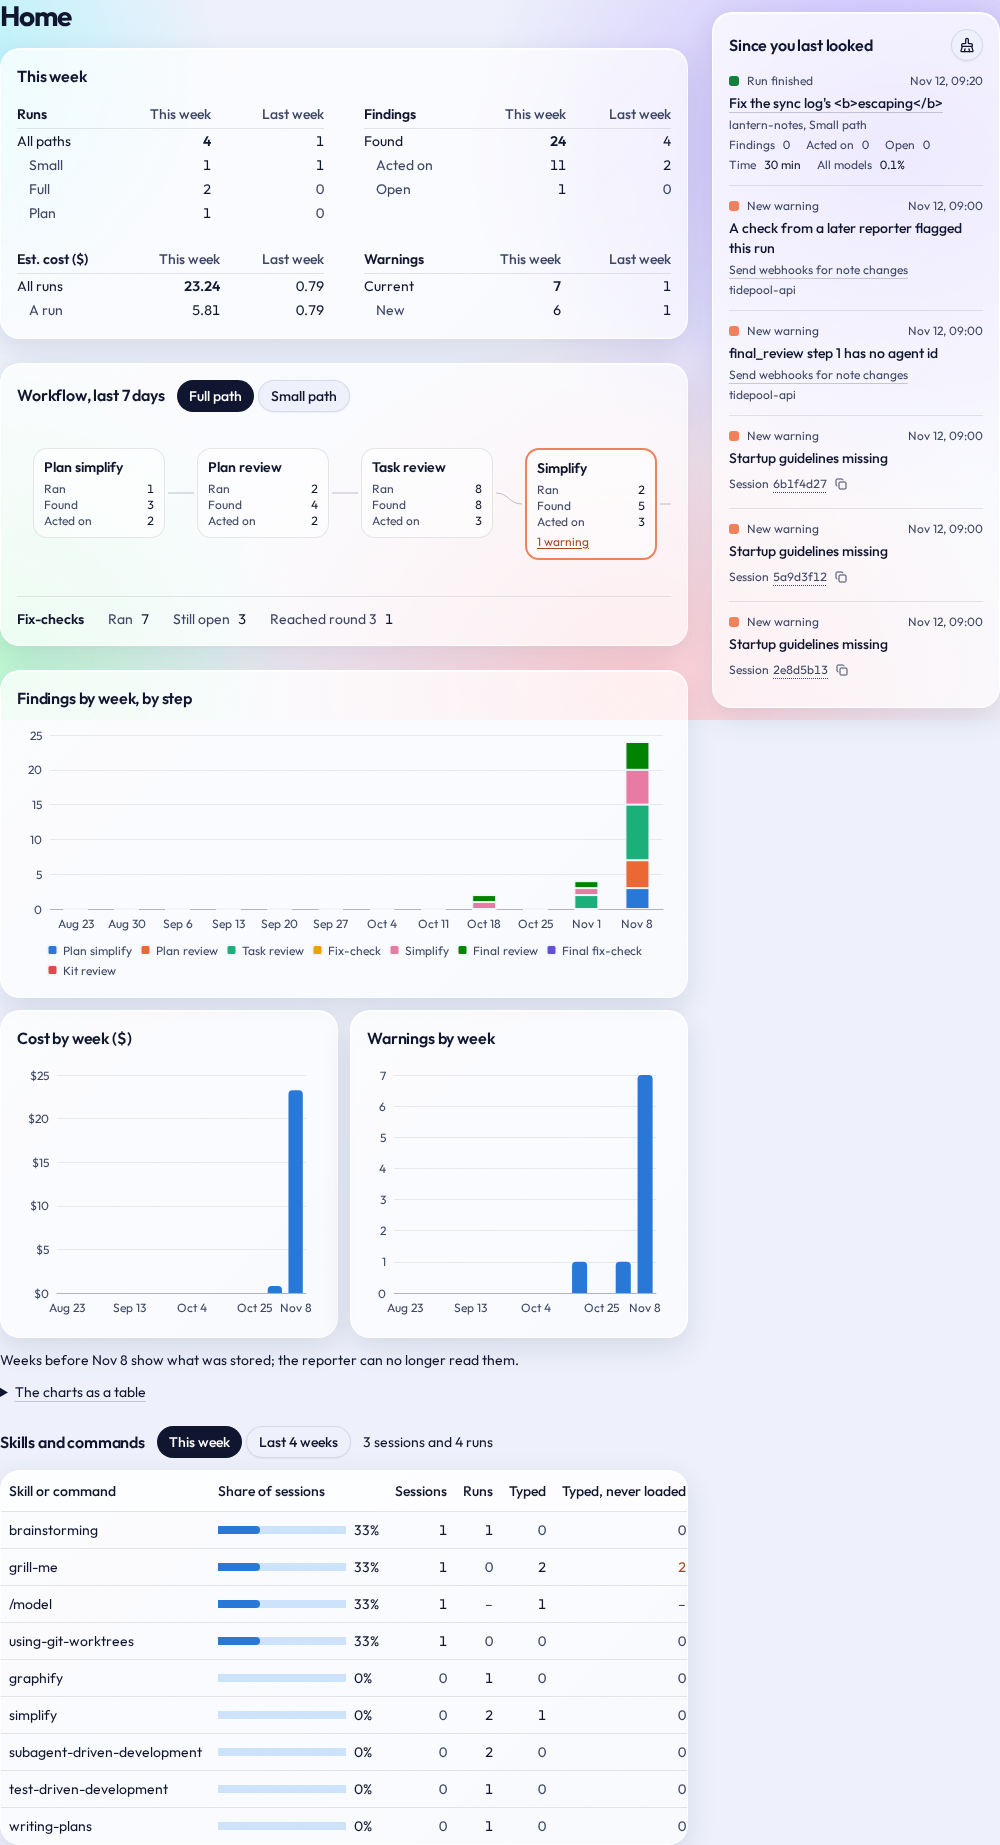 Home
This week
Runs This week Last week
All paths 4 1
Small 1 1
Full 2 0
Plan 1 0
Findings This week Last week
Found 24 4
Acted on 11 2
Open 1 0
Est. cost ($) This week Last week
All runs 23.24 0.79
A run 5.81 0.79
Warnings This week Last week
Current 7 1
New 6 1
Workflow, last 7 days Full path Small path
Plan simplify
Ran 1
Found 3
Acted on 2
Plan review
Ran 2
Found 4
Acted on 2
Task review
Ran 8
Found 8
Acted on 3
Simplify
Ran 2
Found 5
Acted on 3
1 warning
Fix-checks Ran 7 Still open 3 Reached round 3 1
Findings by week, by step
25
20
15
10
5
0
Aug 23 Aug 30 Sep 6 Sep 13 Sep 20 Sep 27 Oct 4 Oct 11 Oct 18 Oct 25 Nov 1 Nov 8
Plan simplify Plan review Task review Fix-check Simplify Final review Final fix-check
Kit review
Cost by week ($)
$25
$20
$15
$10
$5
$0
Aug 23 Sep 13 Oct 4 Oct 25 Nov 8
Warnings by week
7
6
5
4
3
2
1
0
Aug 23 Sep 13 Oct 4 Oct 25 Nov 8
Weeks before Nov 8 show what was stored; the reporter can no longer read them.
The charts as a table
Skills and commands This week Last 4 weeks 3 sessions and 4 runs
Skill or command Share of sessions Sessions Runs Typed Typed, never loaded
brainstorming 33% 1 1 0 0
grill-me 33% 1 0 2 2
/model 33% 1 – 1 –
using-git-worktrees 33% 1 0 0 0
graphify 0% 0 1 0 0
simplify 0% 0 2 1 0
subagent-driven-development 0% 0 2 0 0
test-driven-development 0% 0 1 0 0
writing-plans 0% 0 1 0 0
Since you last looked
Run finished Nov 12, 09:20
Fix the sync log's <b>escaping</b>
lantern-notes, Small path
Findings 0 Acted on 0 Open 0
Time 30 min All models 0.1%
New warning Nov 12, 09:00
A check from a later reporter flagged
this run
Send webhooks for note changes
tidepool-api
New warning Nov 12, 09:00
final_review step 1 has no agent id
Send webhooks for note changes
tidepool-api
New warning Nov 12, 09:00
Startup guidelines missing
Session 6b1f4d27
New warning Nov 12, 09:00
Startup guidelines missing
Session 5a9d3f12
New warning Nov 12, 09:00
Startup guidelines missing
Session 2e8d5b13